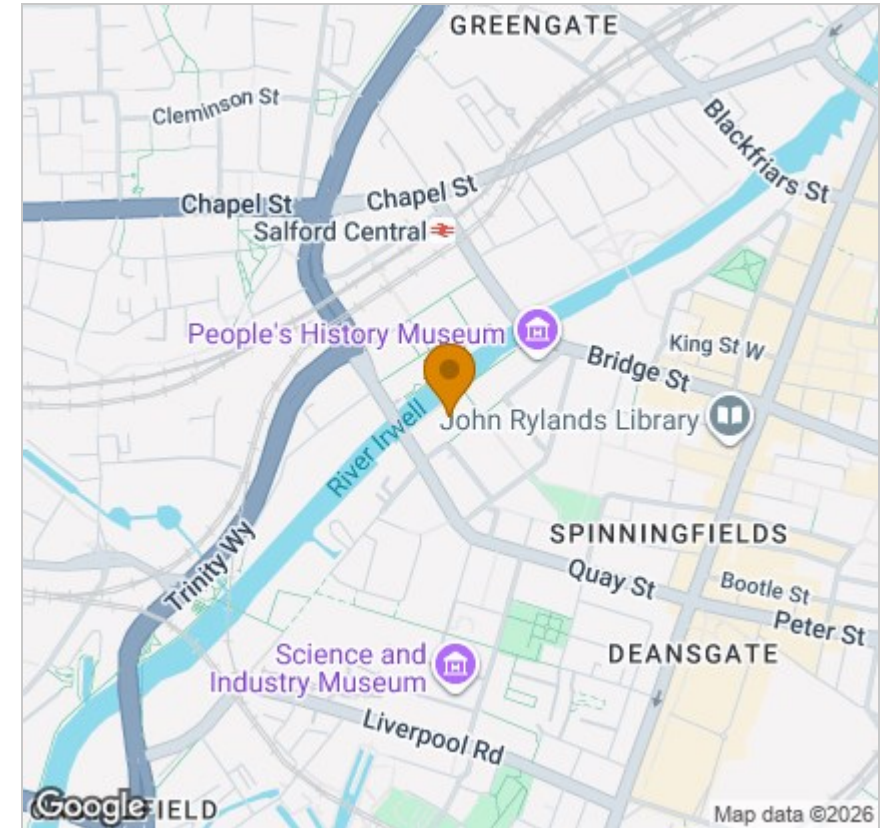 GREENGATE
Cleminson St
Blackfriars St
Chapel St
Chapel St
Salford Central
People's History Museum
King St W
Bridge St
John Rylands Library
River Irwell
SPINNINGFIELDS
Trinity Wy
Quay St
Bootle St
Peter St
Science and
Industry Museum
DEANSGATE
Liverpool Rd
Google
FIELD
Map data ©2026